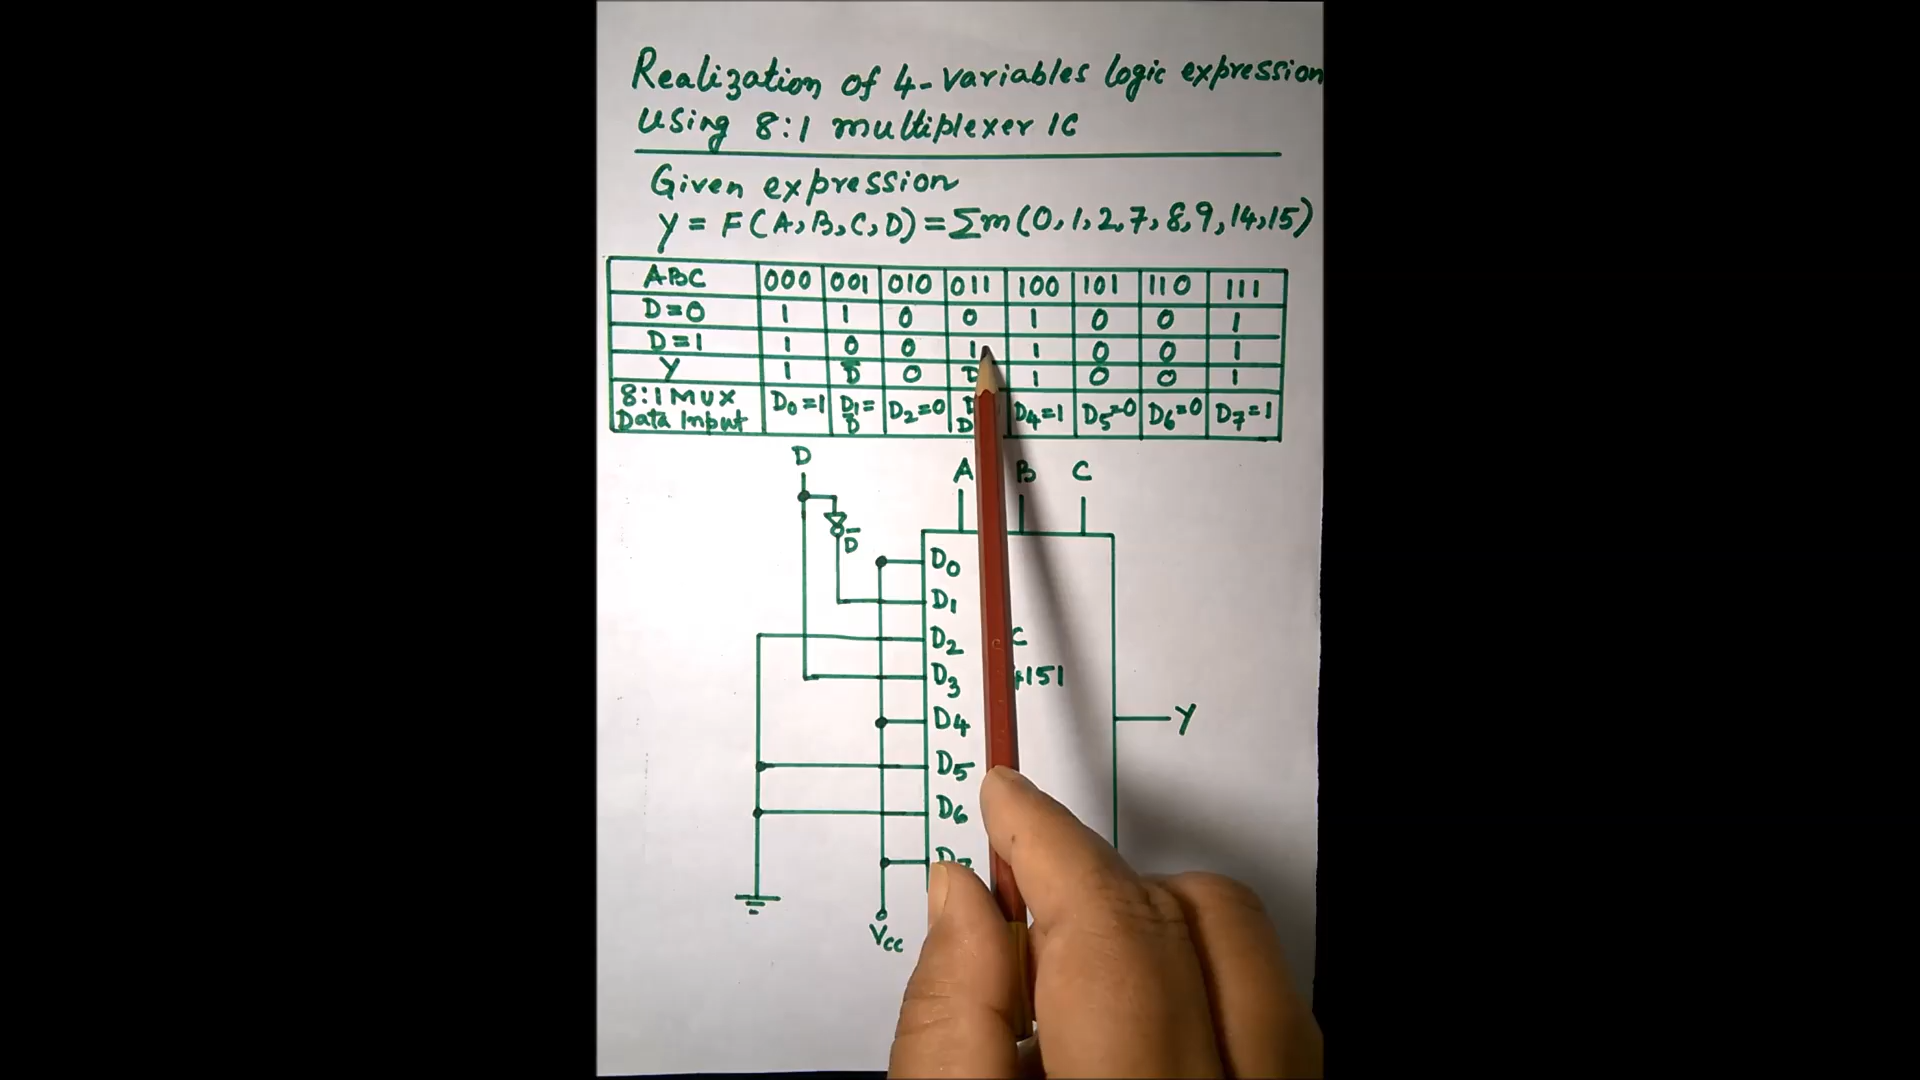 Realization of 4-variables logic expression
using 8:1 multiplexer IC
Given expression
Y = F(A,B,C,D) = Σm(0,1,2,7,8,9,14,15)
ABC 000 001 010 011 100 101 110 111
D=0 1 1 0 0 1 0 0 1
D=1 1 0 0 1 1 0 0 1
Y 1 D̅ 0 D 1 0 0 1
8:1 MUX Data Input D0=1 D1=D̅ D2=0 D D D4=1 D5=0 D6=0 D7=1
D
A B C
D̅
D0
D1
D2 C
D3 4151
D4
Y
D5
D6
D7
Vcc